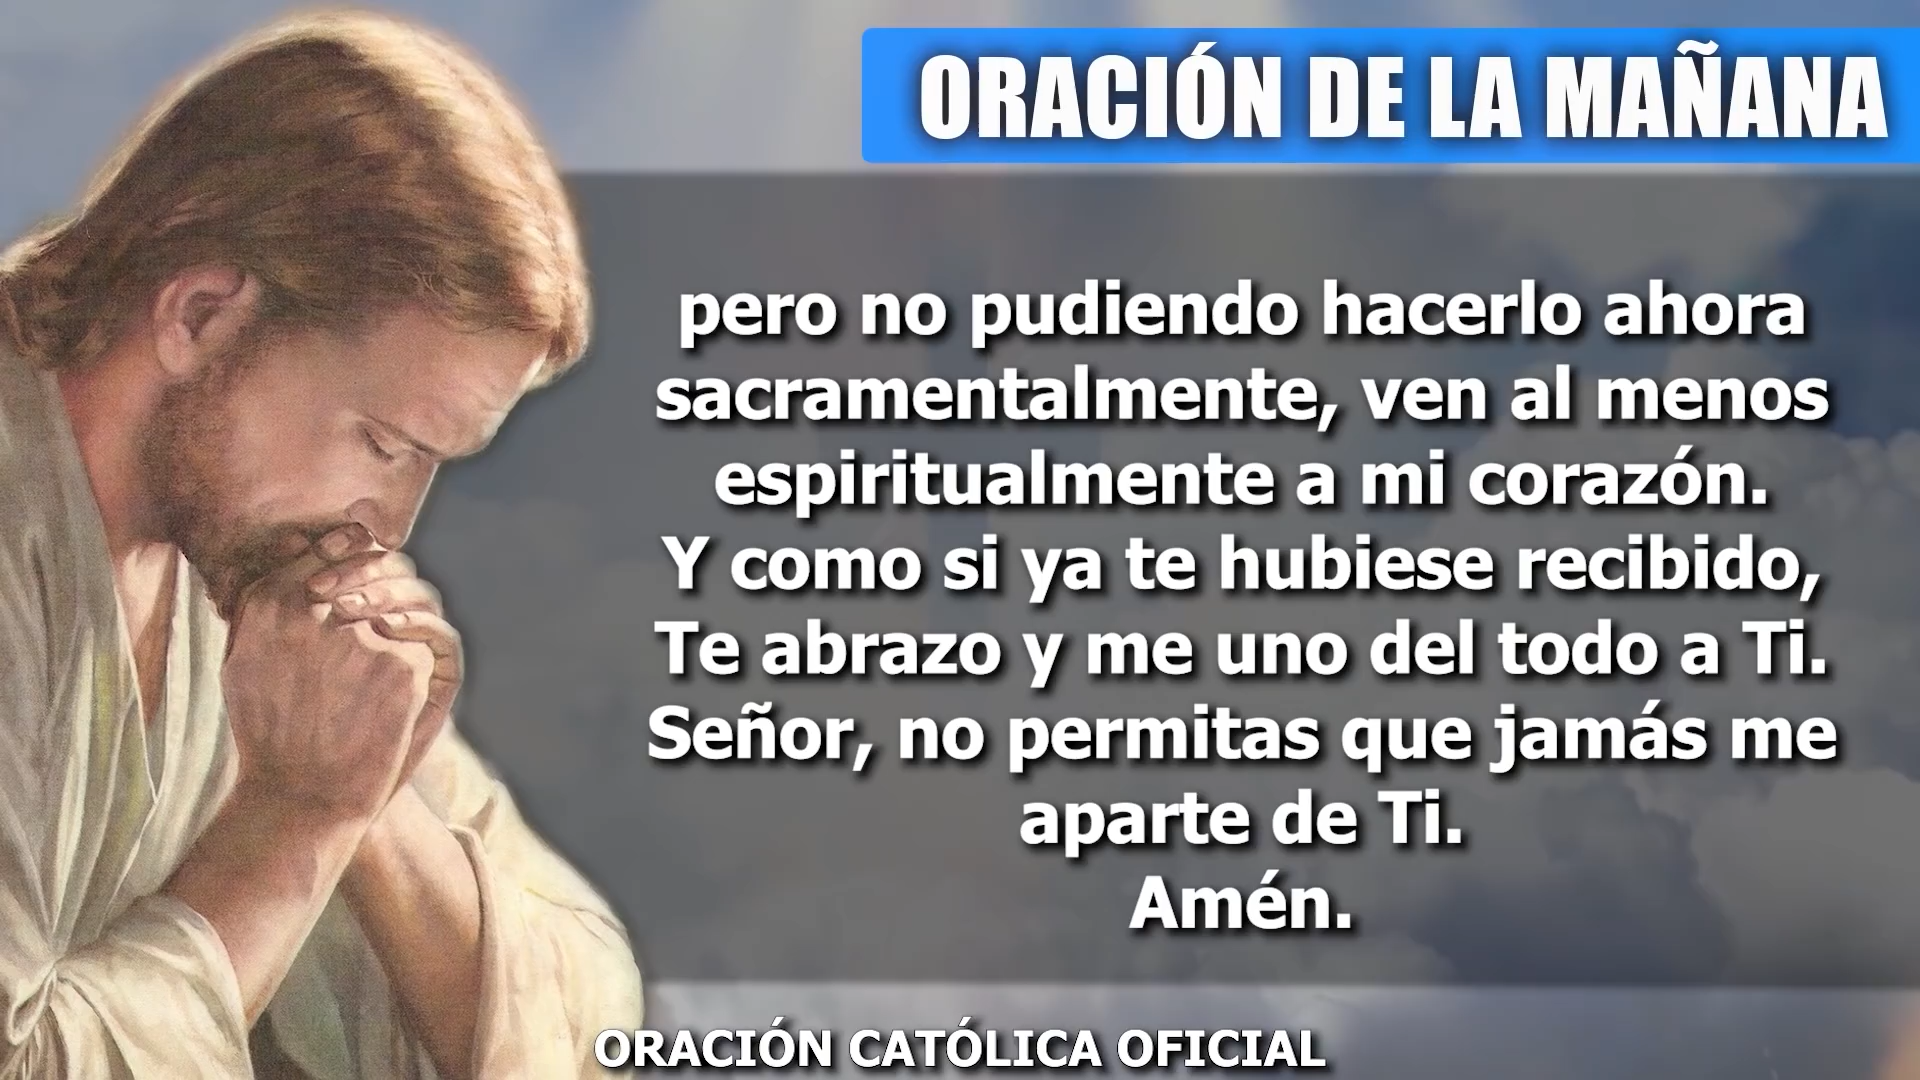 ORACIÓN DE LA MAÑANA
pero no pudiendo hacerlo ahora
sacramentalmente, ven al menos
espiritualmente a mi corazón.
Y como si ya te hubiese recibido,
Te abrazo y me uno del todo a Ti.
Señor, no permitas que jamás me
aparte de Ti.
Amén.
ORACIÓN CATÓLICA OFICIAL